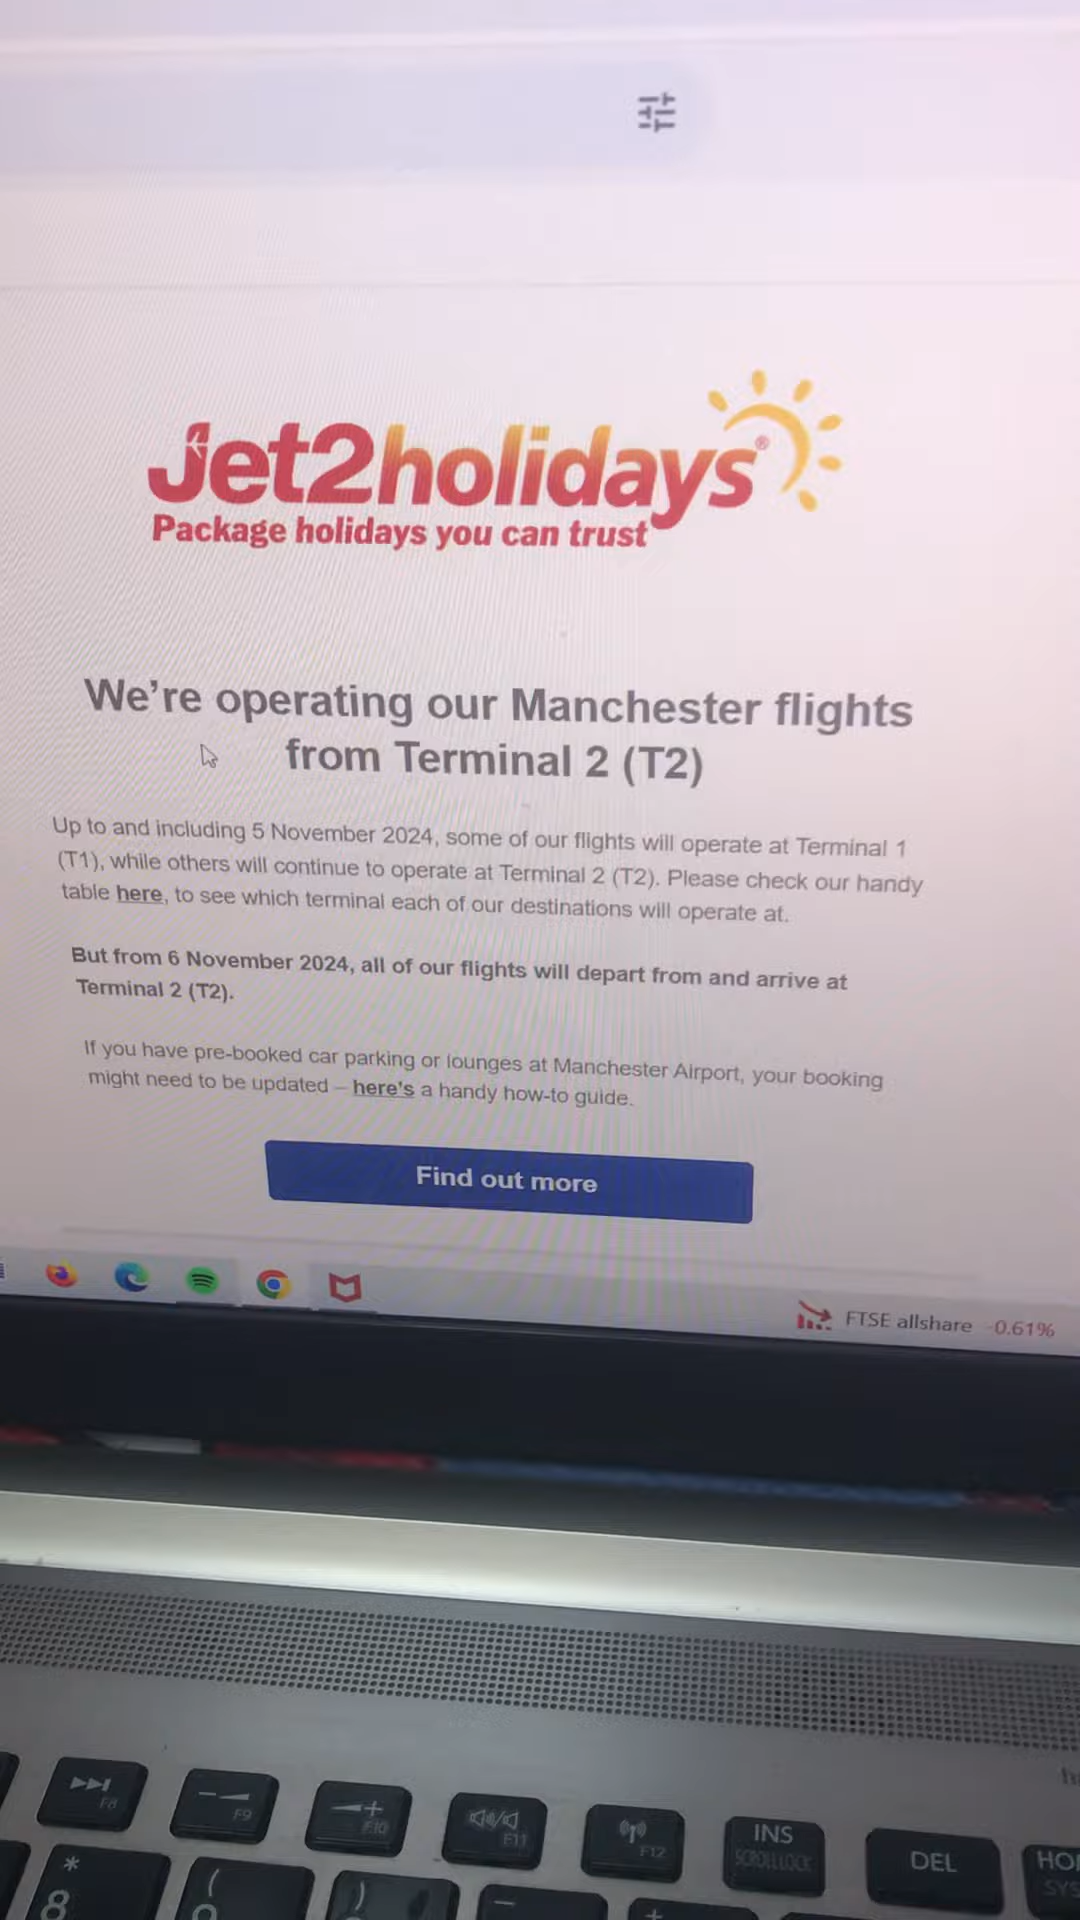 Jet2holidays®
Package holidays you can trust
We're operating our Manchester flights
from Terminal 2 (T2)
Up to and including 5 November 2024, some of our flights will operate at Terminal 1
(T1), while others will continue to operate at Terminal 2 (T2). Please check our handy
table here, to see which terminal each of our destinations will operate at.
But from 6 November 2024, all of our flights will depart from and arrive at
Terminal 2 (T2).
If you have pre-booked car parking or lounges at Manchester Airport, your booking
might need to be updated – here's a handy how-to guide.
Find out more
FTSE allshare -0.61%
F8
F9
F10
F11
F12
INS
SCROLL LOCK
DEL
*
8
(
)